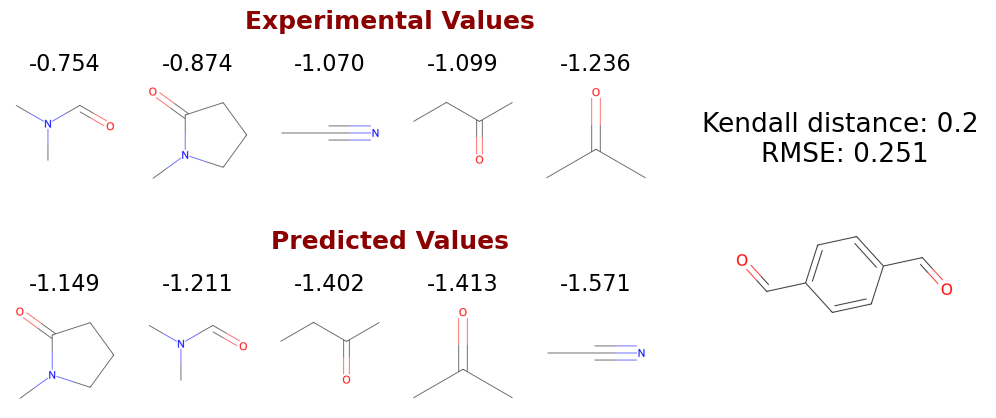 Experimental Values
-0.754 -0.874 -1.070 -1.099 -1.236
N O O N N O O
Kendall distance: 0.2
RMSE: 0.251
Predicted Values
-1.149 -1.211 -1.402 -1.413 -1.571
O N N O O O N
O O